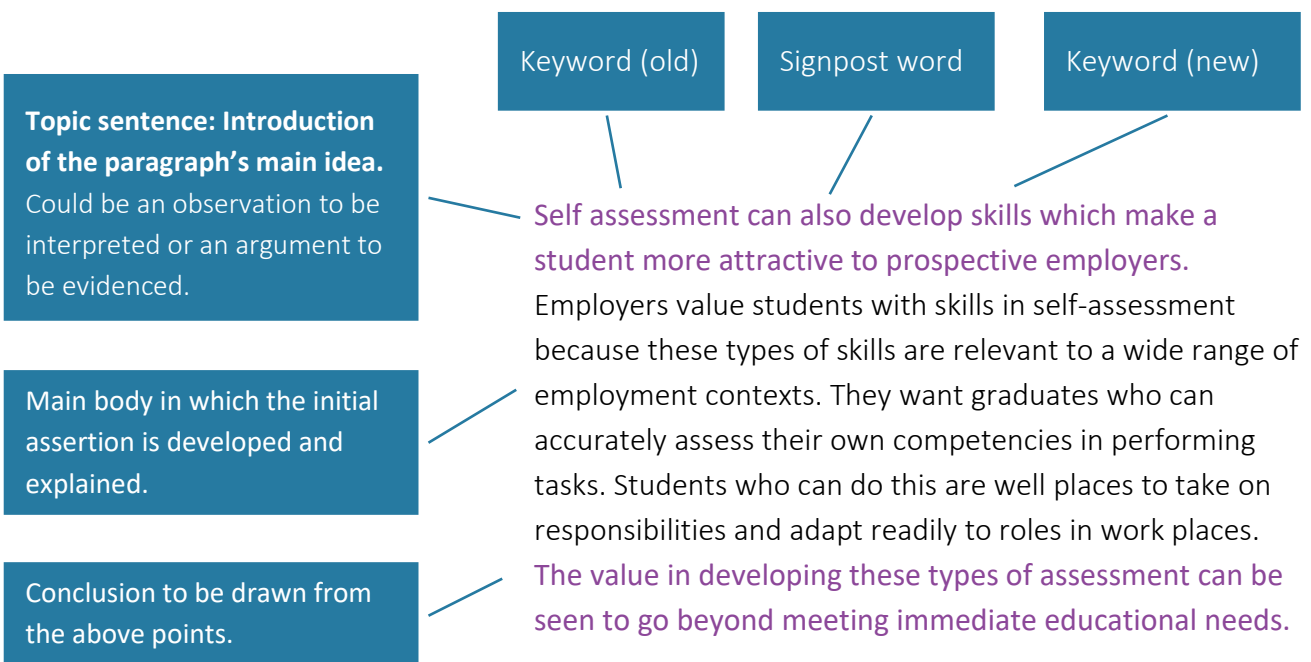 Keyword (old)
Signpost word
Keyword (new)
Topic sentence: Introduction
of the paragraph’s main idea.
Could be an observation to be
interpreted or an argument to
be evidenced.
Self assessment can also develop skills which make a
student more attractive to prospective employers.
Employers value students with skills in self-assessment
because these types of skills are relevant to a wide range of
employment contexts. They want graduates who can
accurately assess their own competencies in performing
tasks. Students who can do this are well places to take on
responsibilities and adapt readily to roles in work places.
The value in developing these types of assessment can be
seen to go beyond meeting immediate educational needs.
Main body in which the initial
assertion is developed and
explained.
Conclusion to be drawn from
the above points.